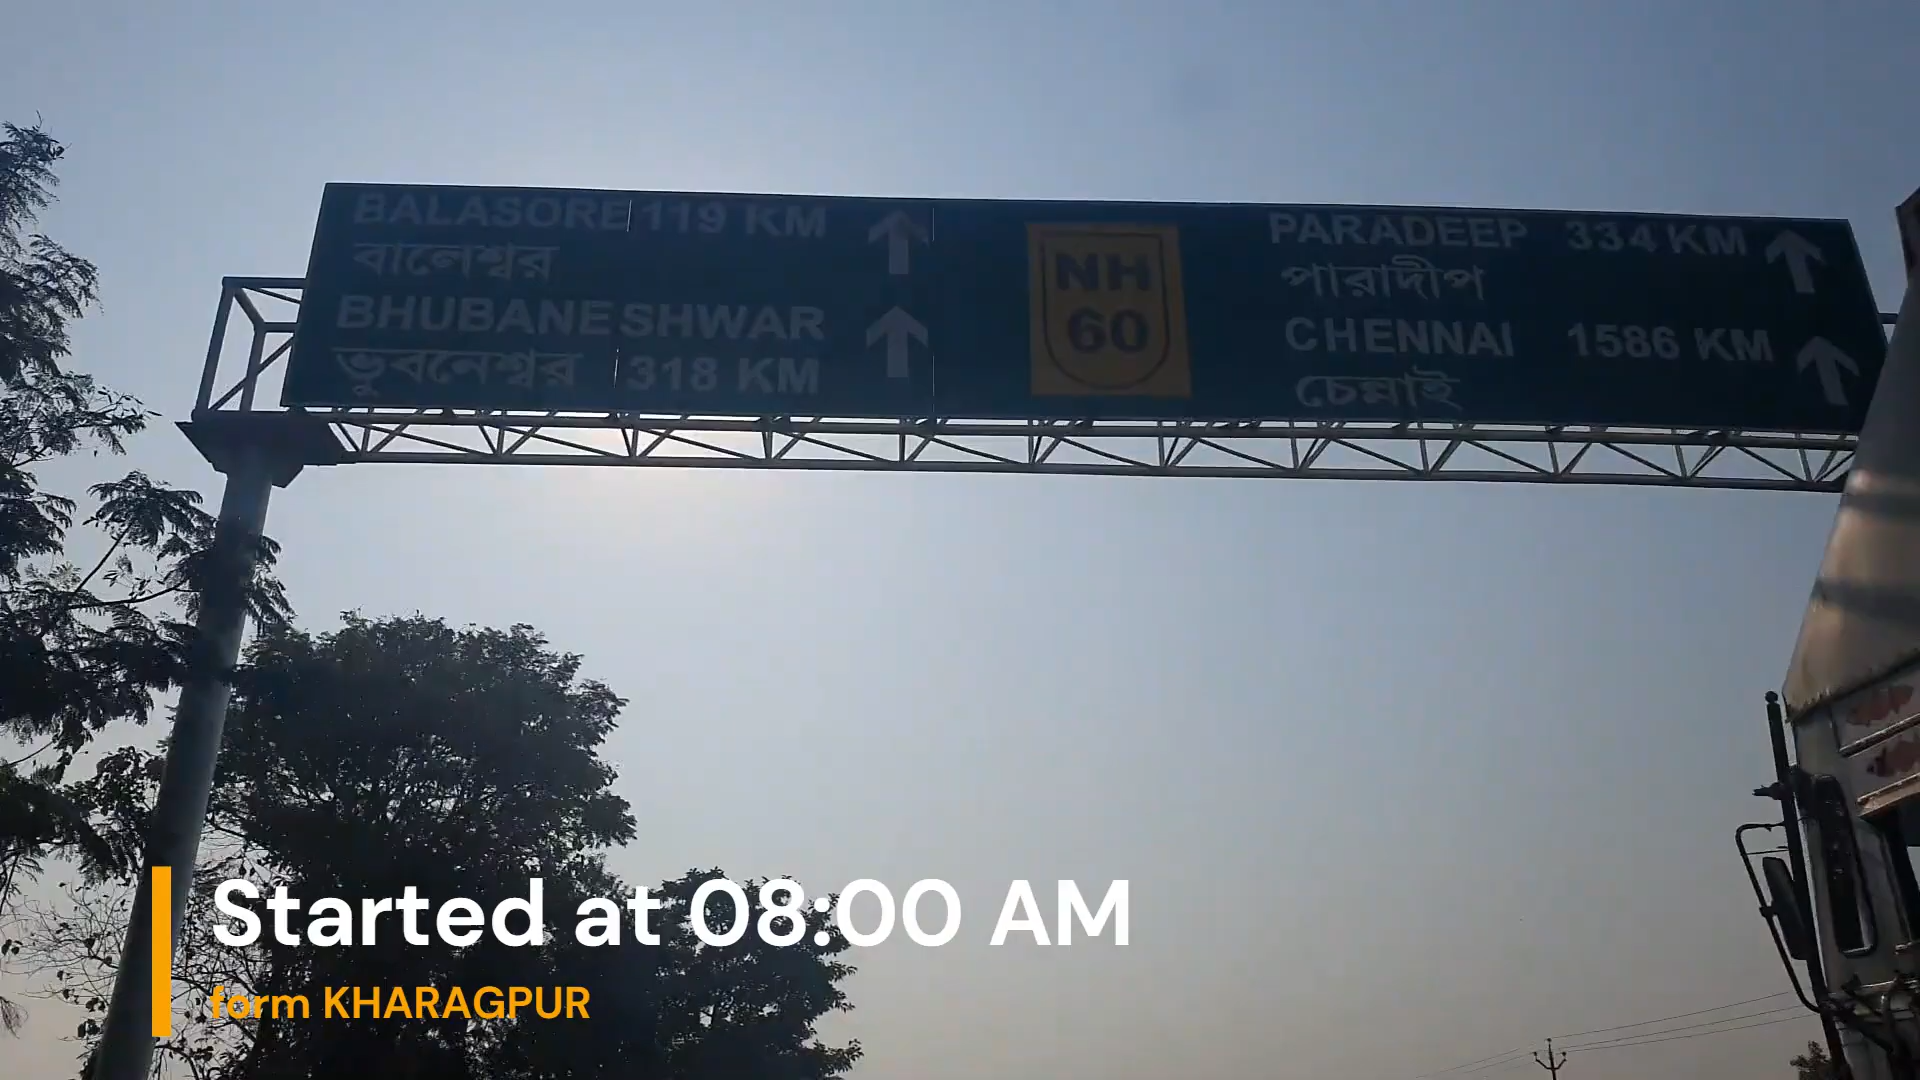 BALASORE 119 KM
বালেশ্বর
BHUBANESHWAR
ভুবনেশ্বর 318 KM
NH
60
PARADEEP 334 KM
পারাদীপ
CHENNAI 1586 KM
চেন্নাই
Started at 08:00 AM
form KHARAGPUR